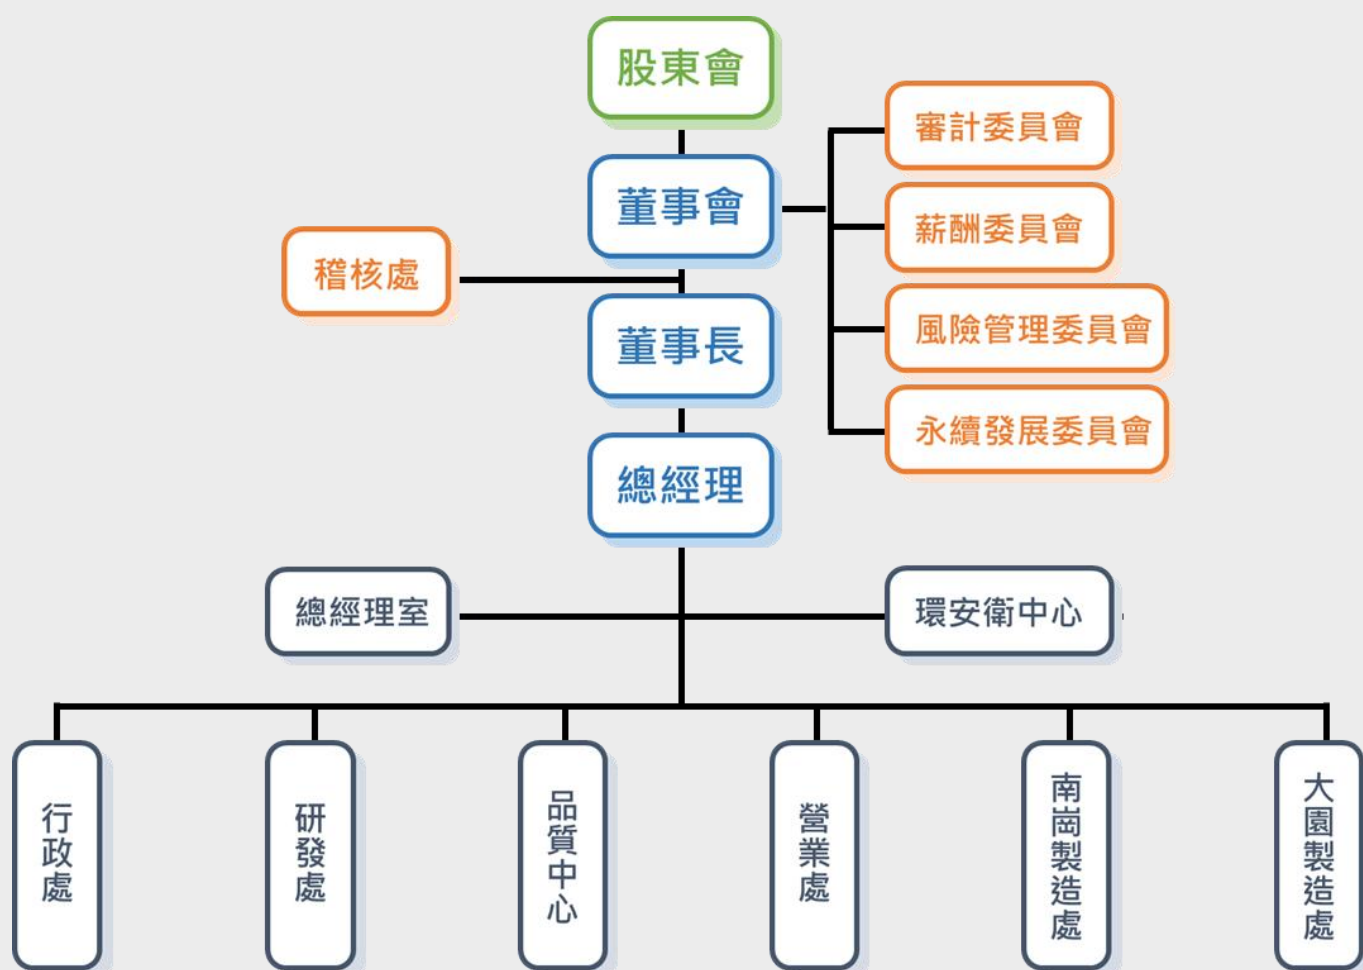 股東會
董事會
審計委員會
薪酬委員會
風險管理委員會
永續發展委員會
稽核處
董事長
總經理
總經理室
環安衛中心
行政處
研發處
品質中心
營業處
南崗製造處
大園製造處